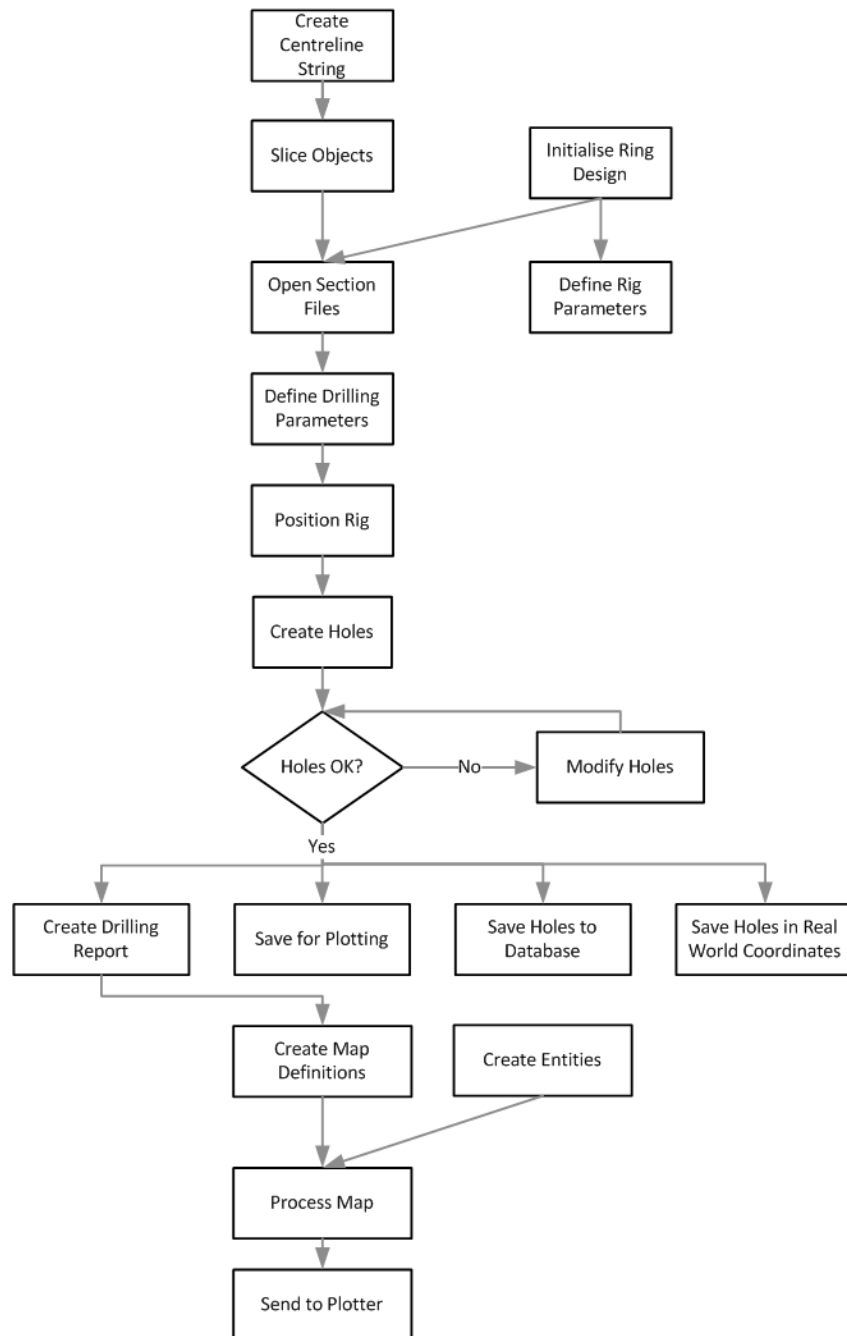 Create
Centreline
String
Slice Objects
Initialise Ring
Design
Open Section
Files
Define Rig
Parameters
Define Drilling
Parameters
Position Rig
Create Holes
Holes OK?
No
Modify Holes
Yes
Create Drilling
Report
Save for Plotting
Save Holes to
Database
Save Holes in Real
World Coordinates
Create Map
Definitions
Create Entities
Process Map
Send to Plotter